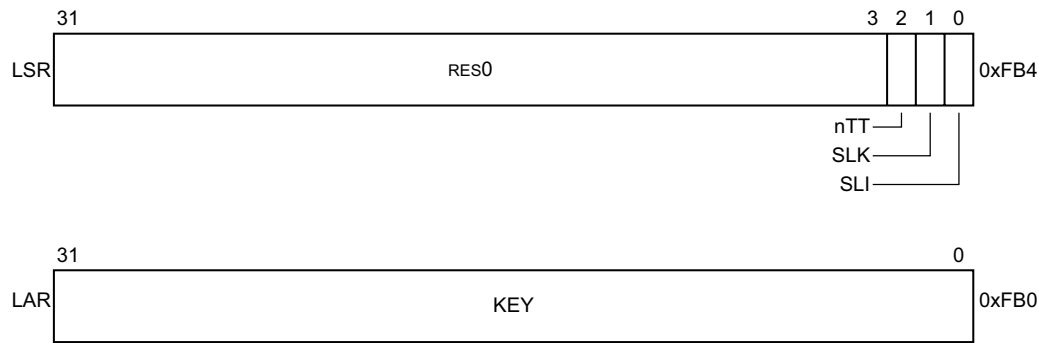 31 3 2 1 0
LSR RES0 0xFB4
nTT
SLK
SLI
31 0
LAR KEY 0xFB0